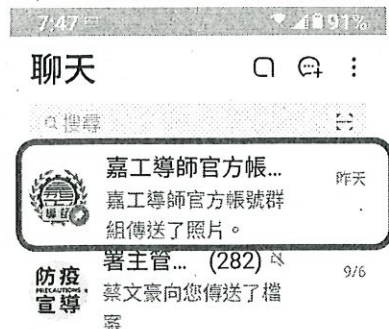 7:47 91%
聊天
搜尋
嘉工導師官方帳... 昨天
嘉工導師官方帳號群
組傳送了照片。
防疫
PRECAUTIONS
宣導
署主管... (282) 9/6
蔡文豪向您傳送了檔
案